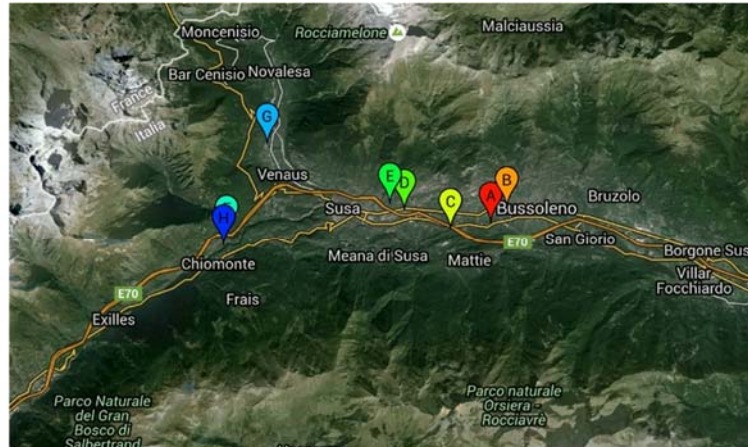 Moncenisio
Rocciamelone
Malciaussia
Bar Cenisio
Novalesa
France
Italia
G
Venaus
E
D
B
A
C
Susa
Bussoleno
Bruzolo
H
Chiomonte
Meana di Susa
Mattie
E70
San Giorio
Borgone Sus
Villar
Focchiardo
E70
Frais
Exilles
Parco Naturale
del Gran
Bosco di
Salbertrand
Parco naturale
Orsiera -
Rocciavrè